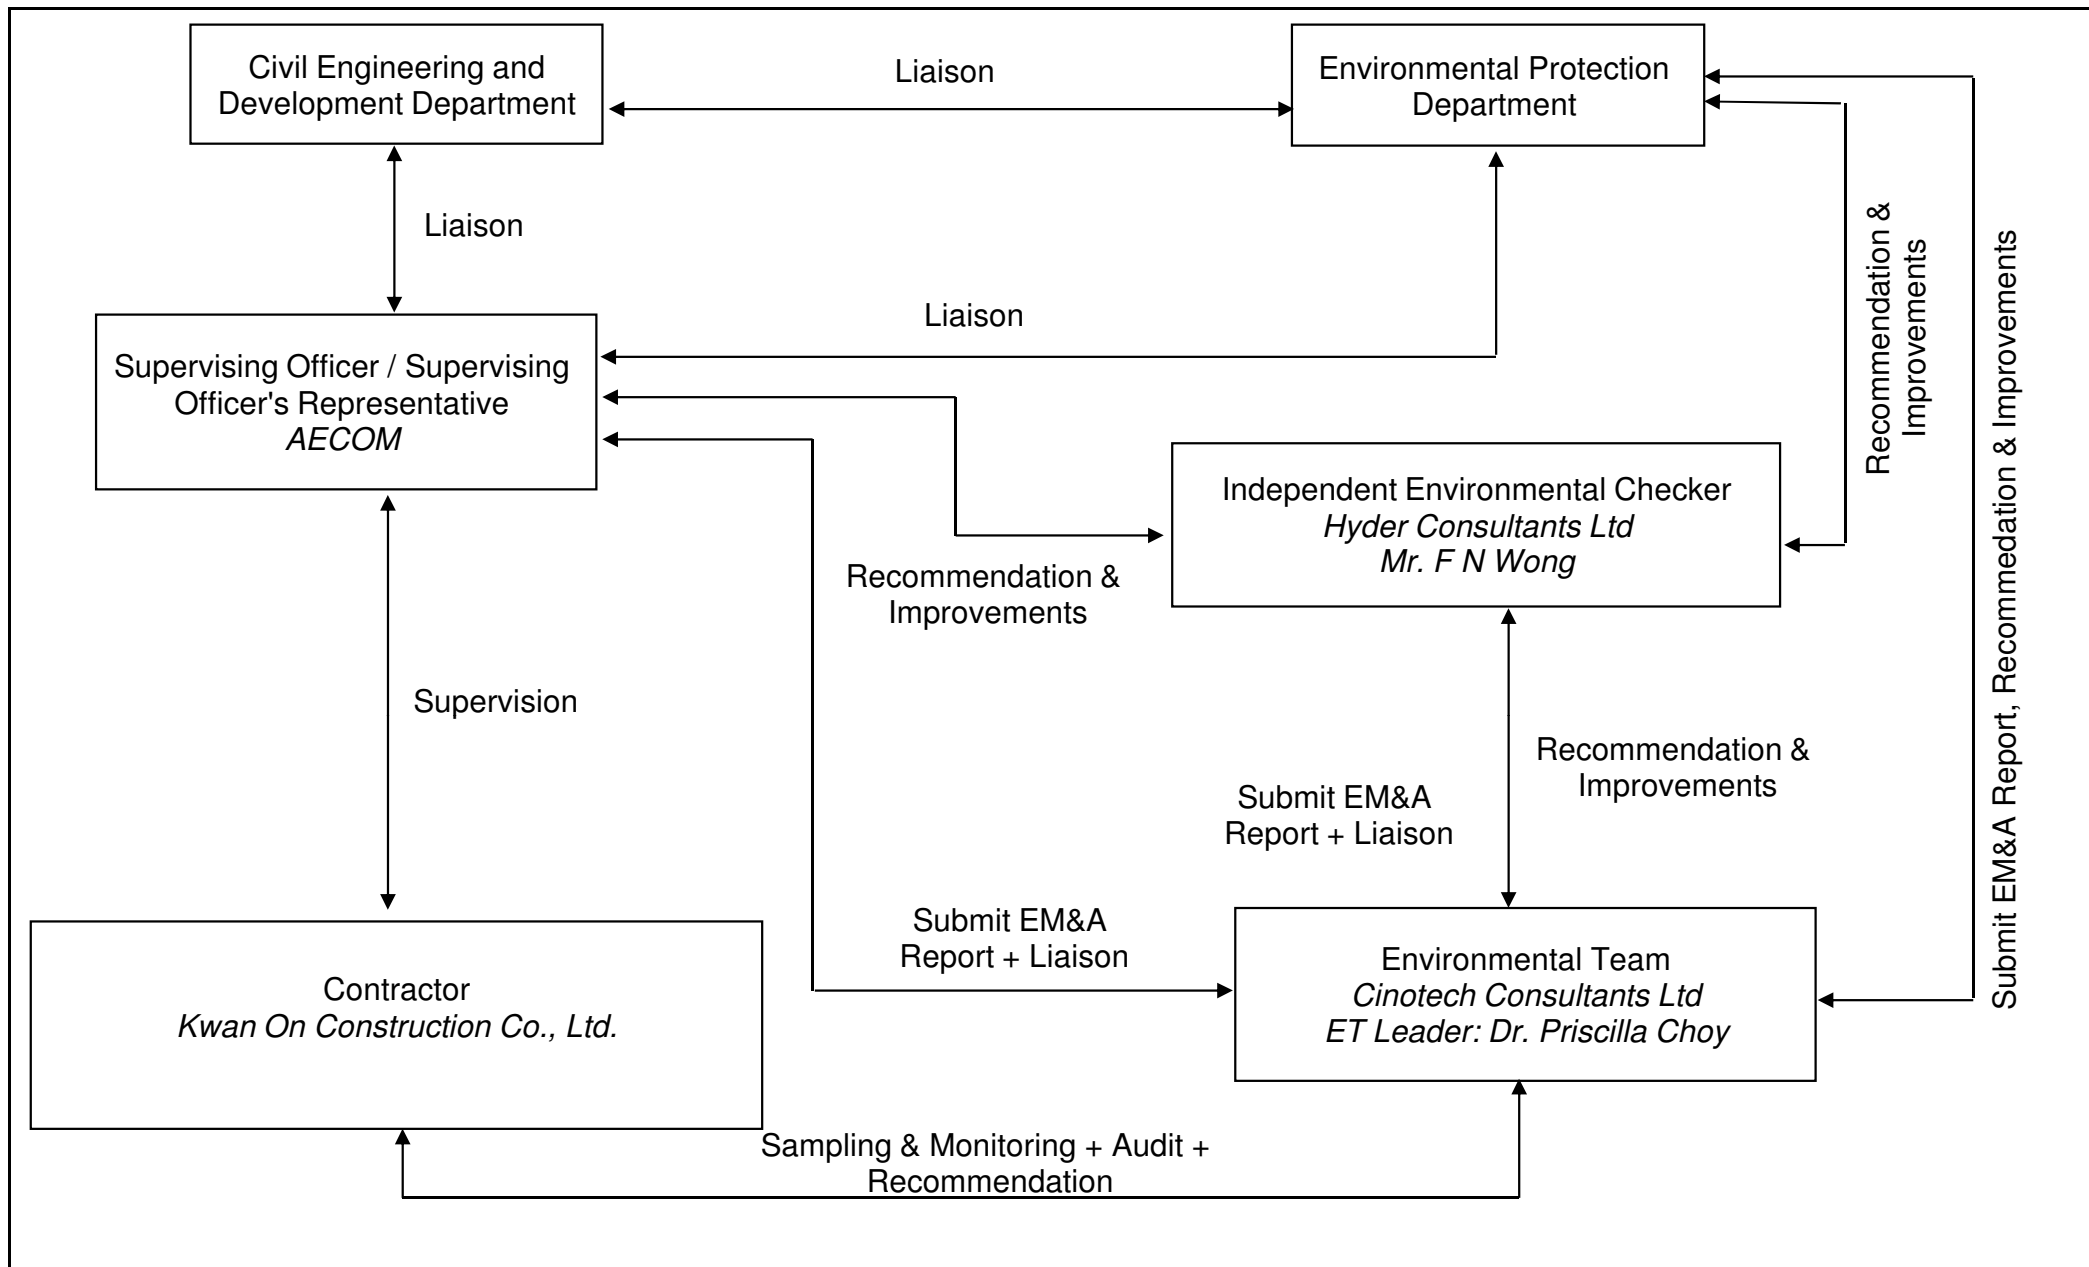 Civil Engineering and
Development Department
Liaison
Environmental Protection
Department
Liaison
Liaison
Recommendation &
Improvements
Submit EM&A Report, Recommedation & Improvements
Supervising Officer / Supervising
Officer's Representative
AECOM
Independent Environmental Checker
Hyder Consultants Ltd
Mr. F N Wong
Recommendation &
Improvements
Supervision
Recommendation &
Improvements
Submit EM&A
Report + Liaison
Submit EM&A
Report + Liaison
Contractor
Kwan On Construction Co., Ltd.
Environmental Team
Cinotech Consultants Ltd
ET Leader: Dr. Priscilla Choy
Sampling & Monitoring + Audit +
Recommendation